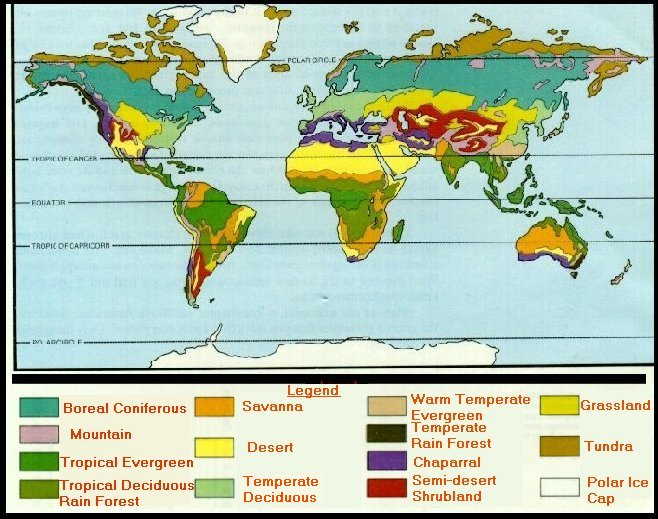 POLAR CIRCLE
TROPIC OF CANCER
EQUATOR
TROPIC OF CAPRICORN
POLAR CIRCLE
Legend
Boreal Coniferous
Mountain
Tropical Evergreen
Tropical Deciduous
Rain Forest
Savanna
Desert
Temperate
Deciduous
Warm Temperate
Evergreen
Temperate
Rain Forest
Chaparral
Semi-desert
Shrubland
Grassland
Tundra
Polar Ice
Cap